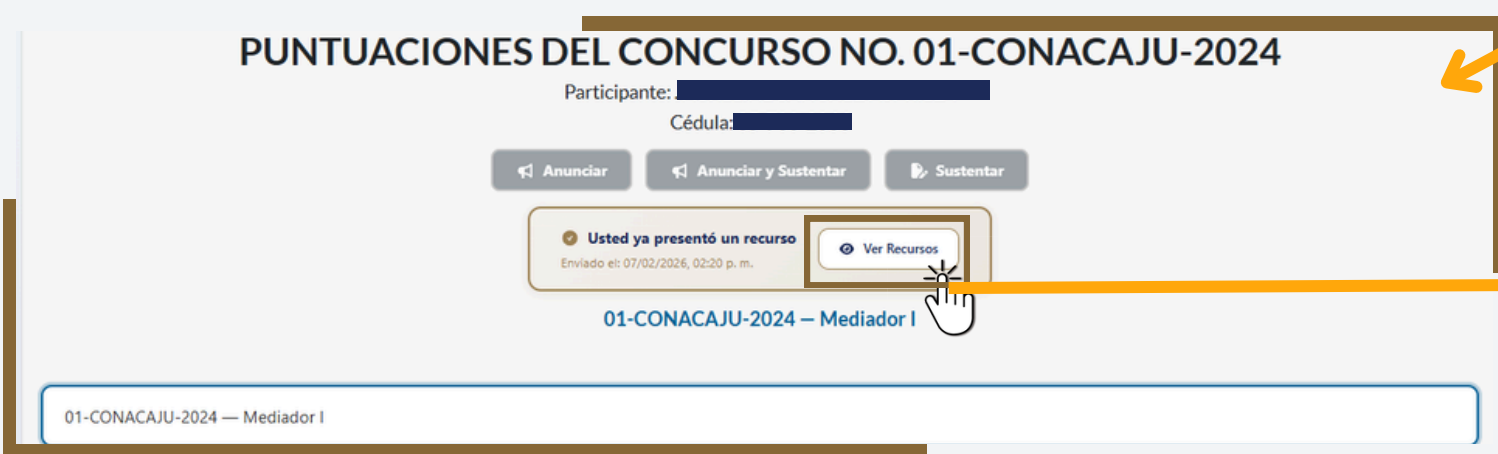 PUNTUACIONES DEL CONCURSO NO. 01-CONACAJU-2024
Participante:
Cédula:
Anunciar
Anunciar y Sustentar
Sustentar
Usted ya presentó un recurso
Enviado el: 07/02/2026, 02:20 p. m.
Ver Recursos
01-CONACAJU-2024 — Mediador I
01-CONACAJU-2024 — Mediador I